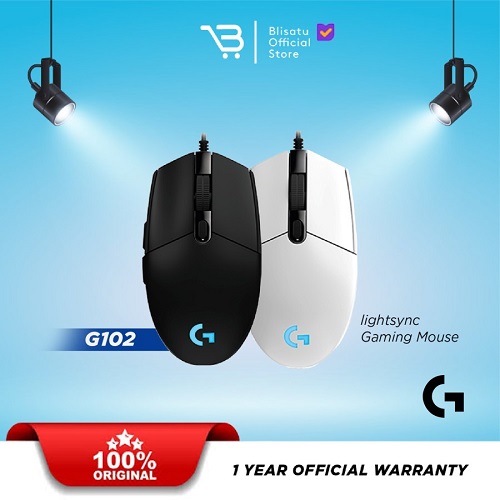 Blisatu
Official
Store
G102
lightsync
Gaming Mouse
100%
ORIGINAL
1 YEAR OFFICIAL WARRANTY